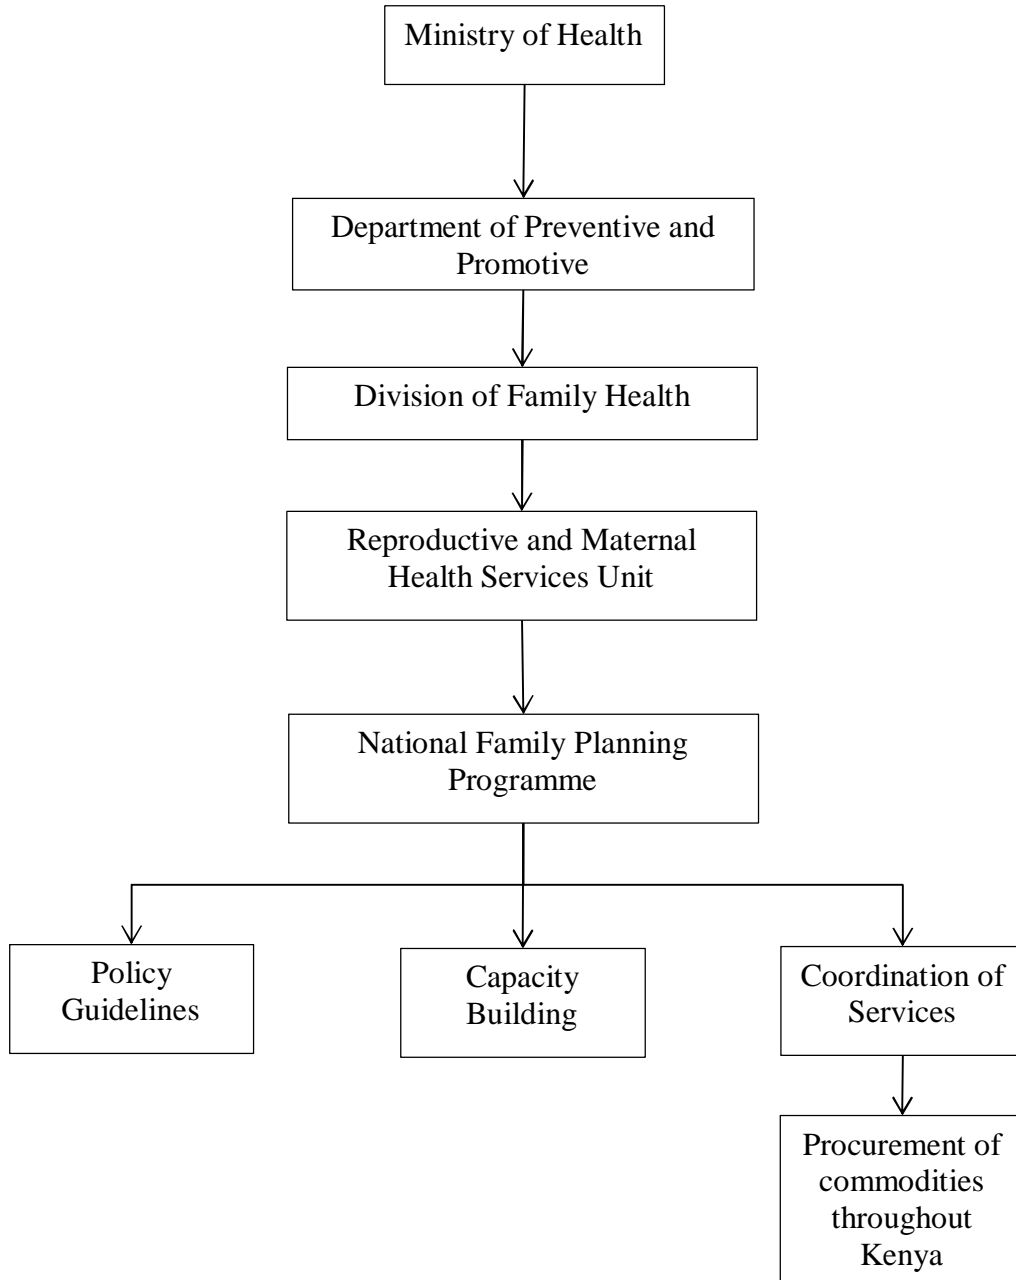 Ministry of Health
Department of Preventive and
Promotive
Division of Family Health
Reproductive and Maternal
Health Services Unit
National Family Planning
Programme
Policy
Guidelines
Capacity
Building
Coordination of
Services
Procurement of
commodities
throughout
Kenya